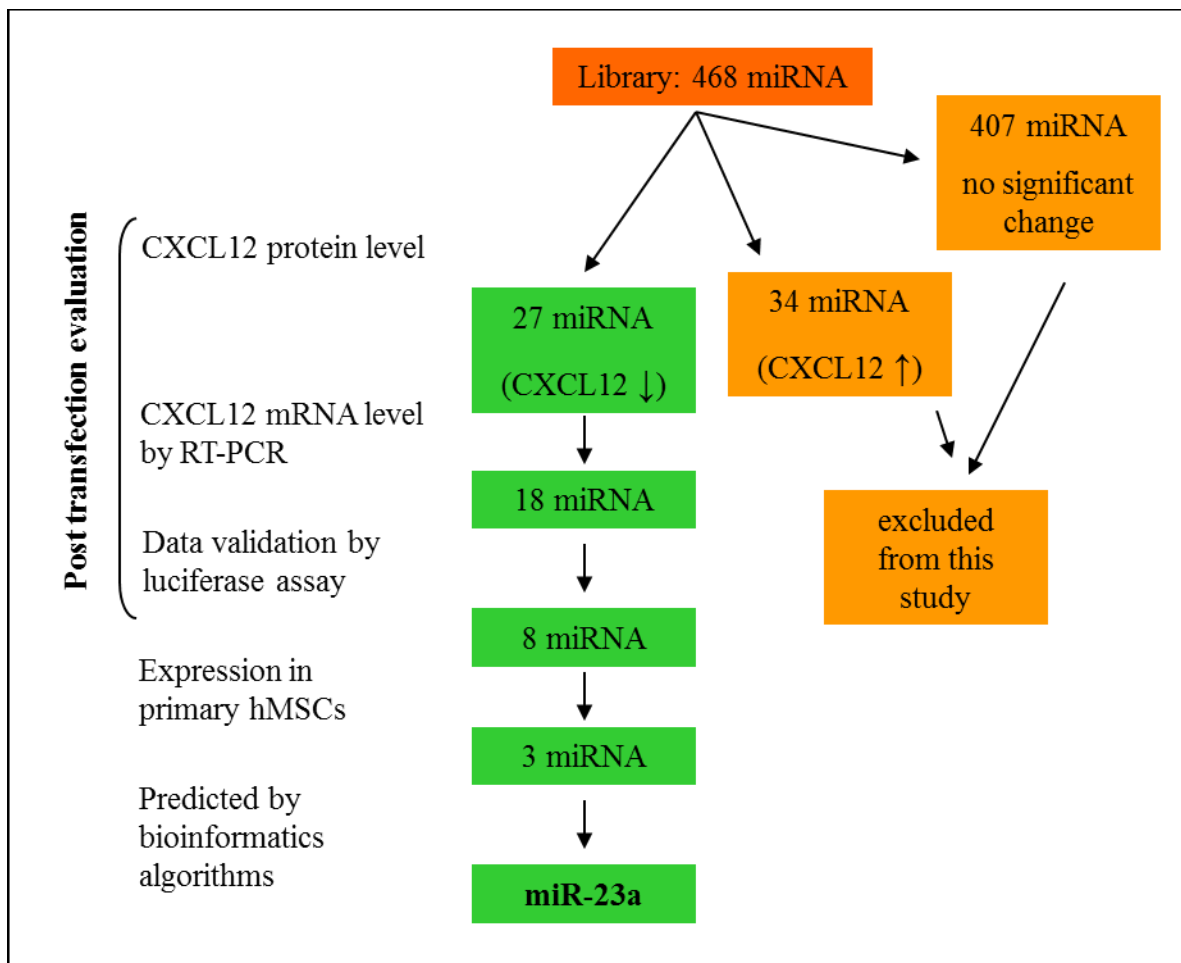 Library: 468 miRNA
407 miRNA
no significant
change
Post transfection evaluation
CXCL12 protein level
27 miRNA
(CXCL12 ↓)
34 miRNA
(CXCL12 ↑)
CXCL12 mRNA level
by RT-PCR
18 miRNA
excluded
from this
study
Data validation by
luciferase assay
8 miRNA
Expression in
primary hMSCs
3 miRNA
Predicted by
bioinformatics
algorithms
miR-23a